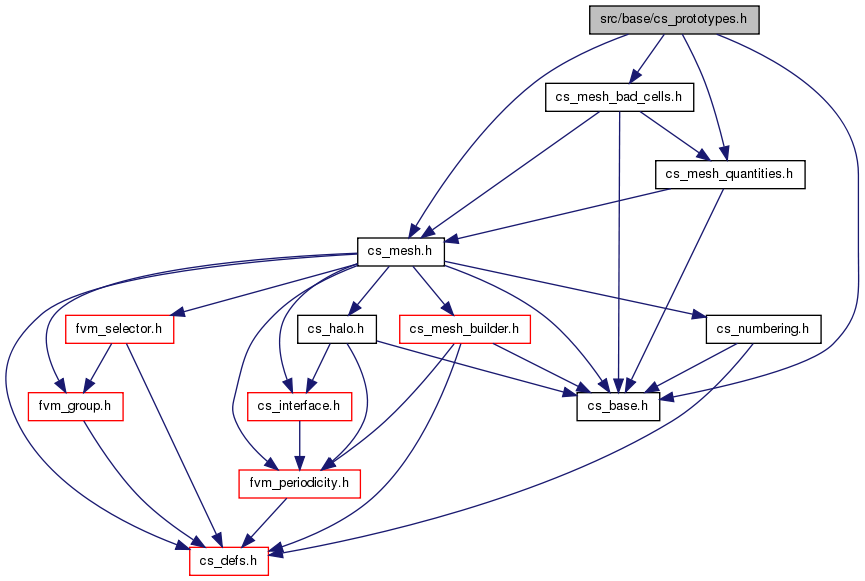 src/base/cs_prototypes.h
cs_mesh_bad_cells.h
cs_mesh_quantities.h
cs_mesh.h
fvm_selector.h
cs_halo.h
cs_mesh_builder.h
cs_numbering.h
fvm_group.h
cs_interface.h
cs_base.h
fvm_periodicity.h
cs_defs.h